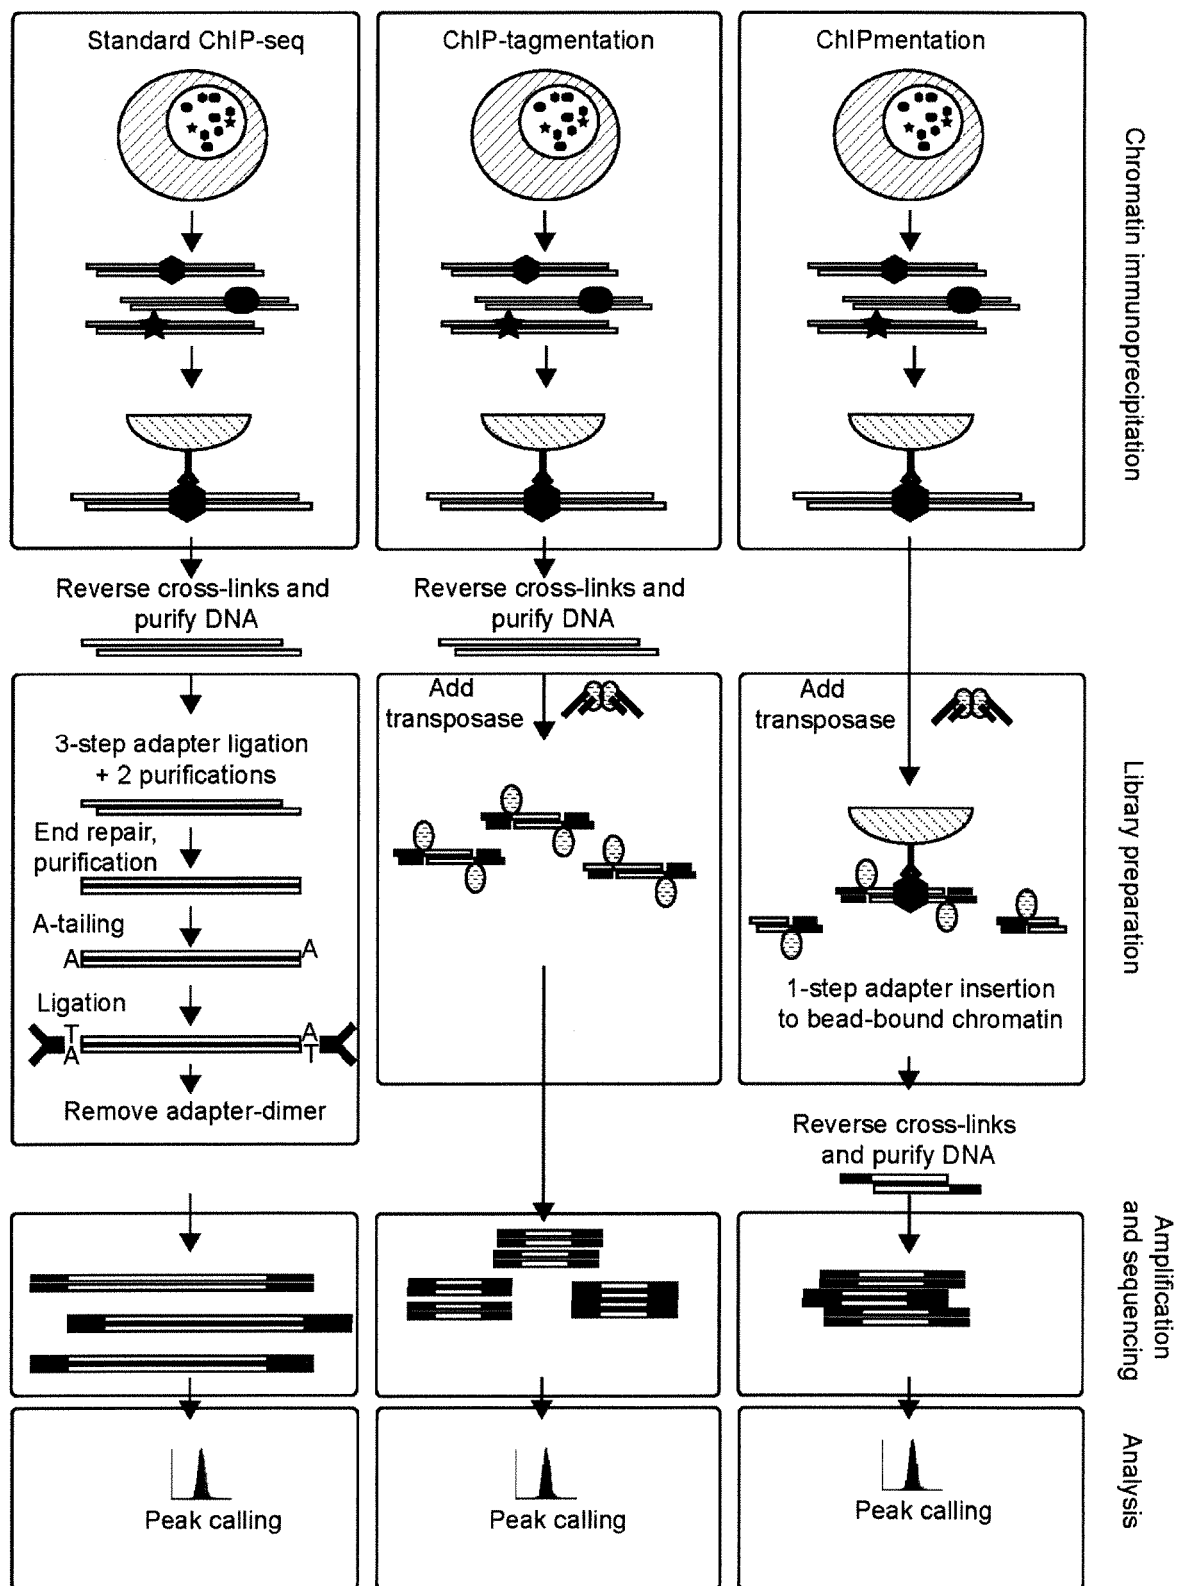 Standard ChIP-seq
ChIP-tagmentation
ChIPmentation
Chromatin immunoprecipitation
Reverse cross-links and
purify DNA
Reverse cross-links and
purify DNA
3-step adapter ligation
+ 2 purifications
End repair,
purification
A-tailing
A
A
Ligation
T
A
A
T
Remove adapter-dimer
Add
transposase
Add
transposase
1-step adapter insertion
to bead-bound chromatin
Library preparation
Reverse cross-links
and purify DNA
Amplification
and sequencing
Peak calling
Peak calling
Peak calling
Analysis